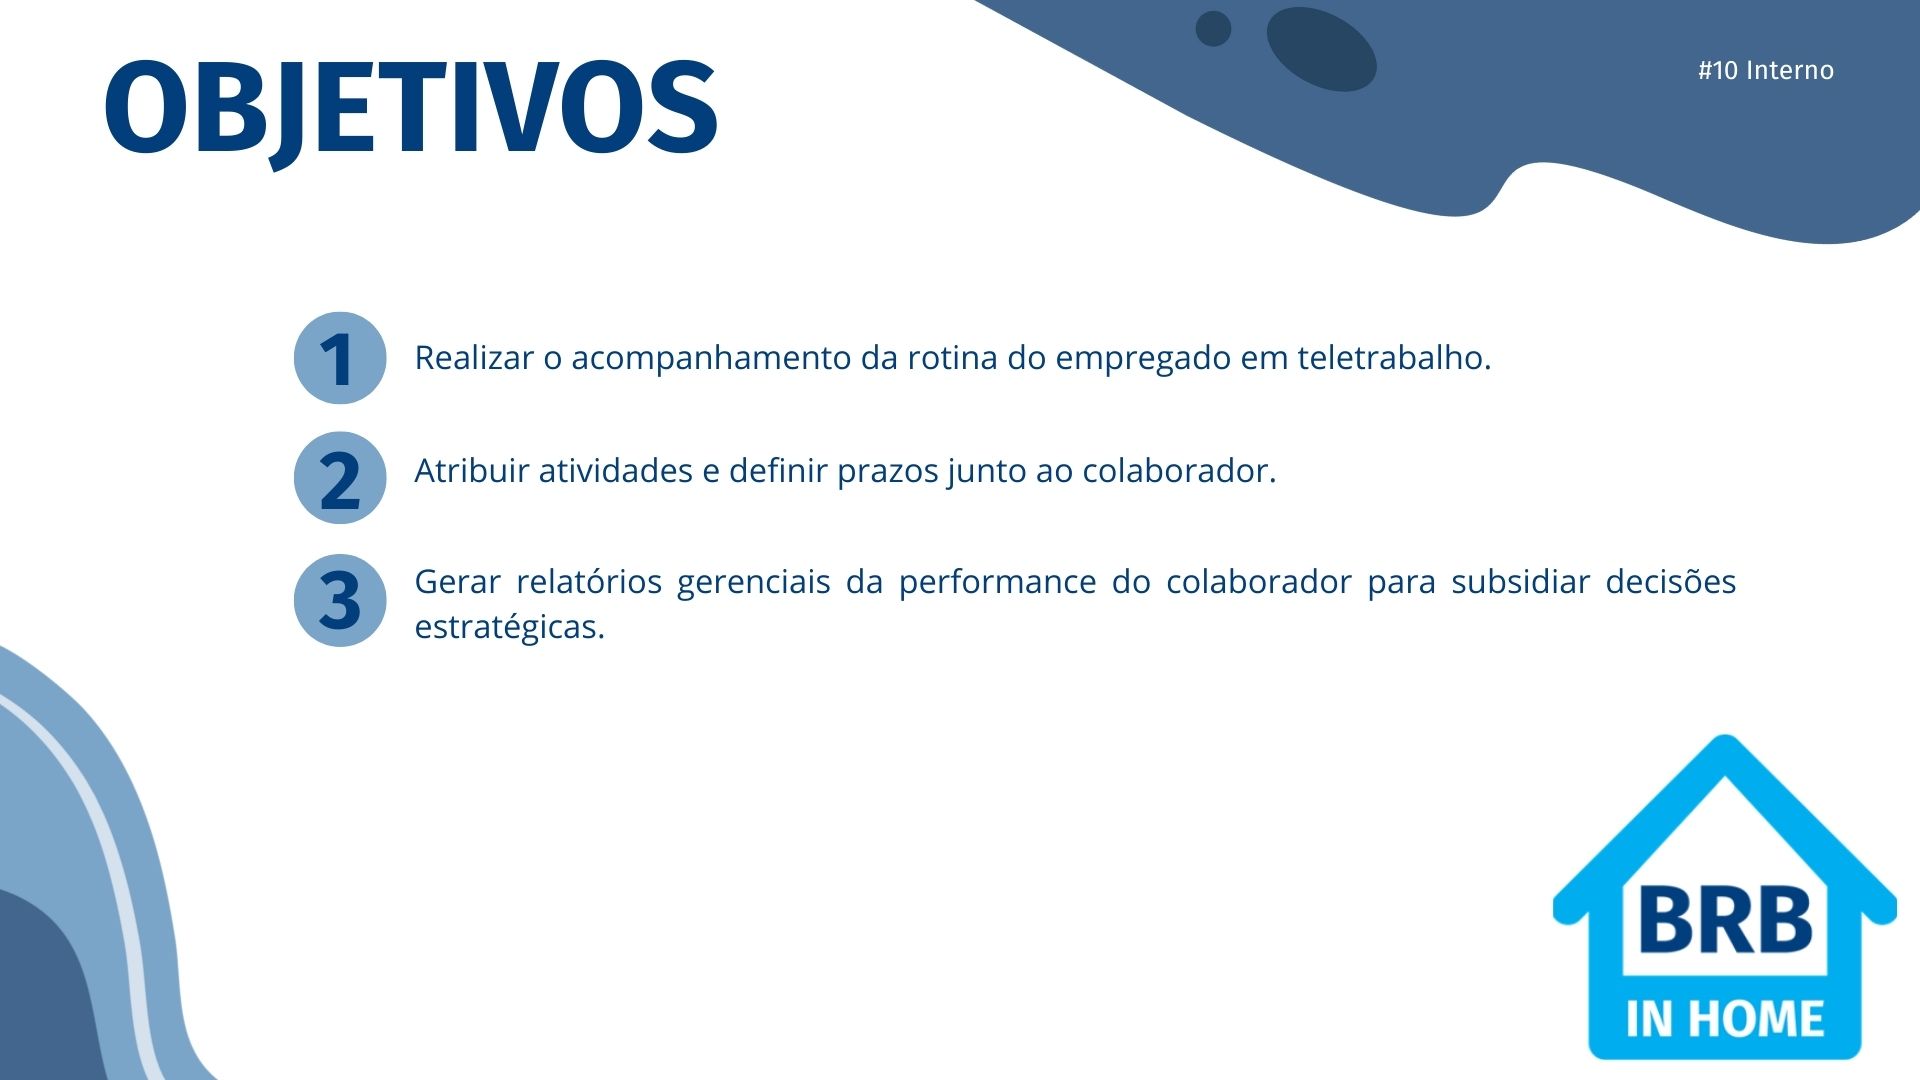 OBJETIVOS
#10 Interno
1
Realizar o acompanhamento da rotina do empregado em teletrabalho.
2
Atribuir atividades e definir prazos junto ao colaborador.
3
Gerar relatórios gerenciais da performance do colaborador para subsidiar decisões
estratégicas.
BRB
IN HOME